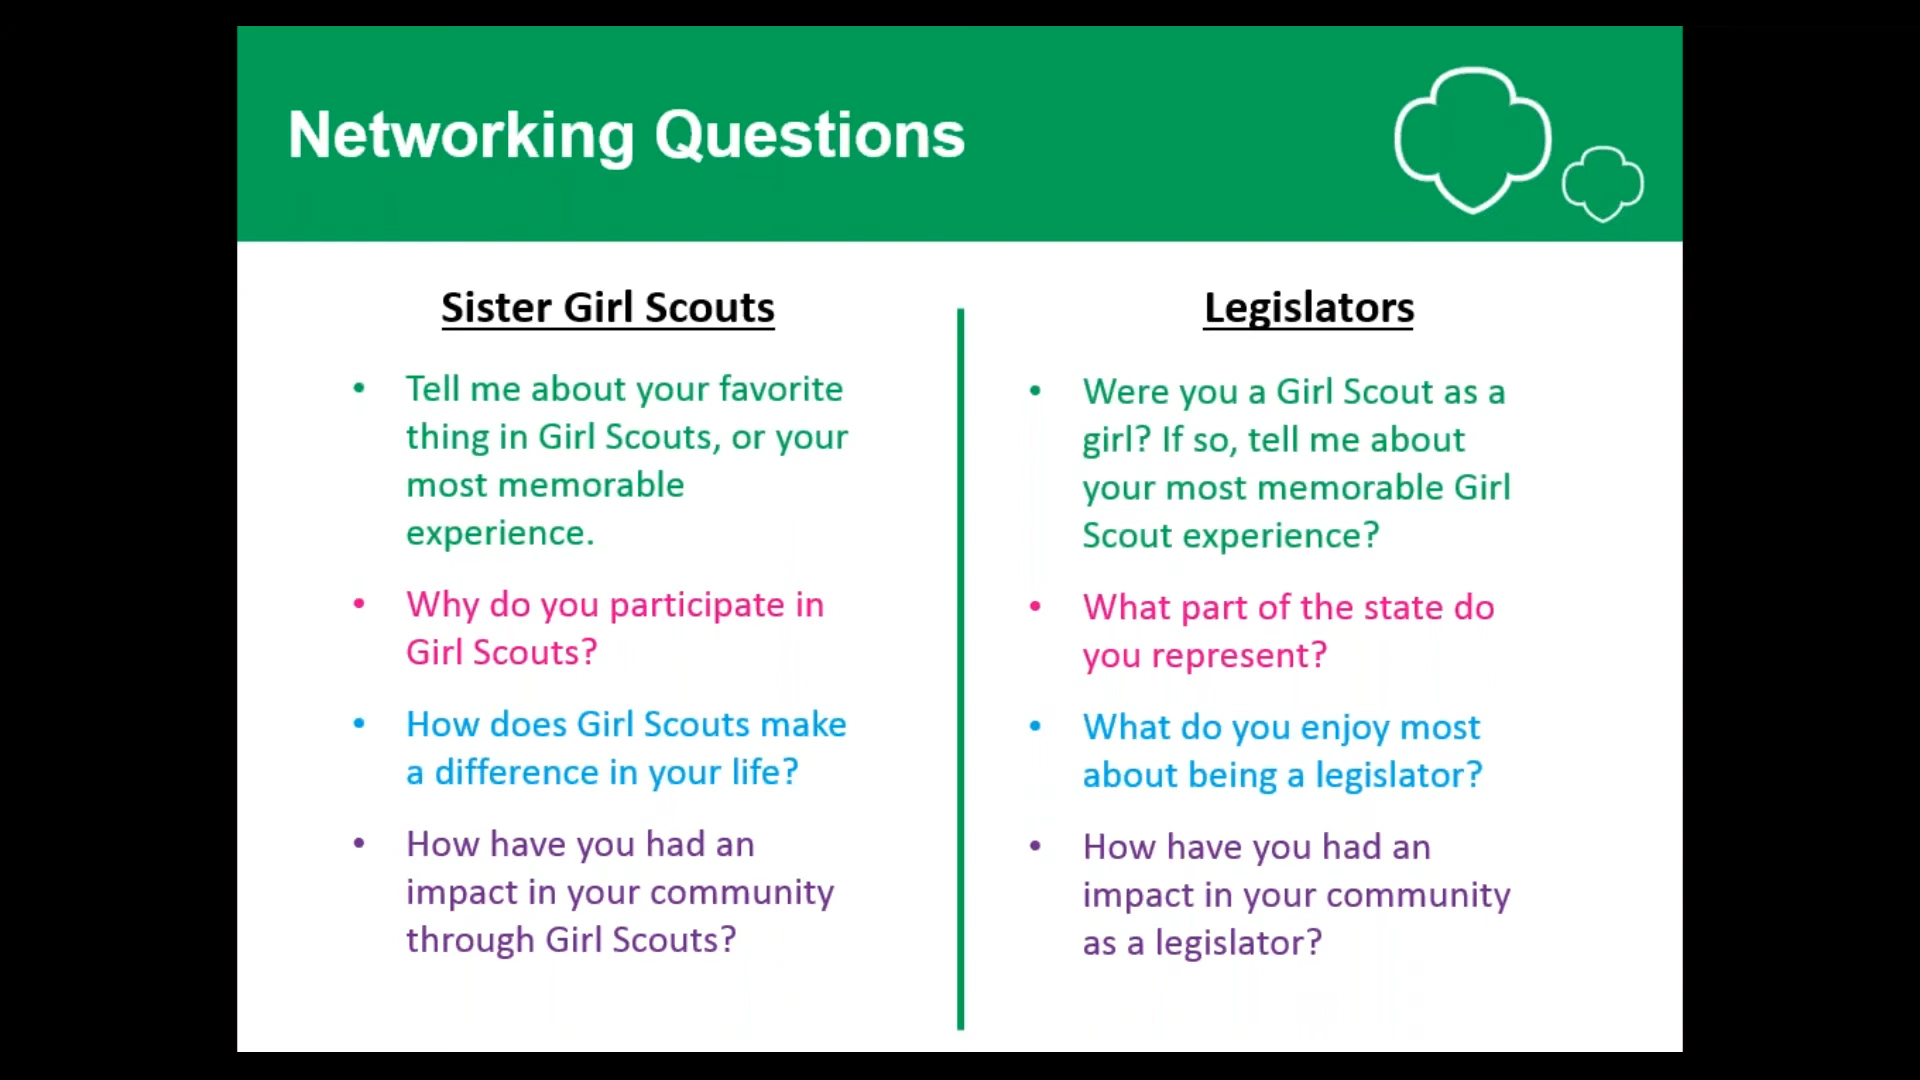 Networking Questions
Sister Girl Scouts
• Tell me about your favorite
thing in Girl Scouts, or your
most memorable
experience.
• Why do you participate in
Girl Scouts?
• How does Girl Scouts make
a difference in your life?
• How have you had an
impact in your community
through Girl Scouts?
Legislators
• Were you a Girl Scout as a
girl? If so, tell me about
your most memorable Girl
Scout experience?
• What part of the state do
you represent?
• What do you enjoy most
about being a legislator?
• How have you had an
impact in your community
as a legislator?